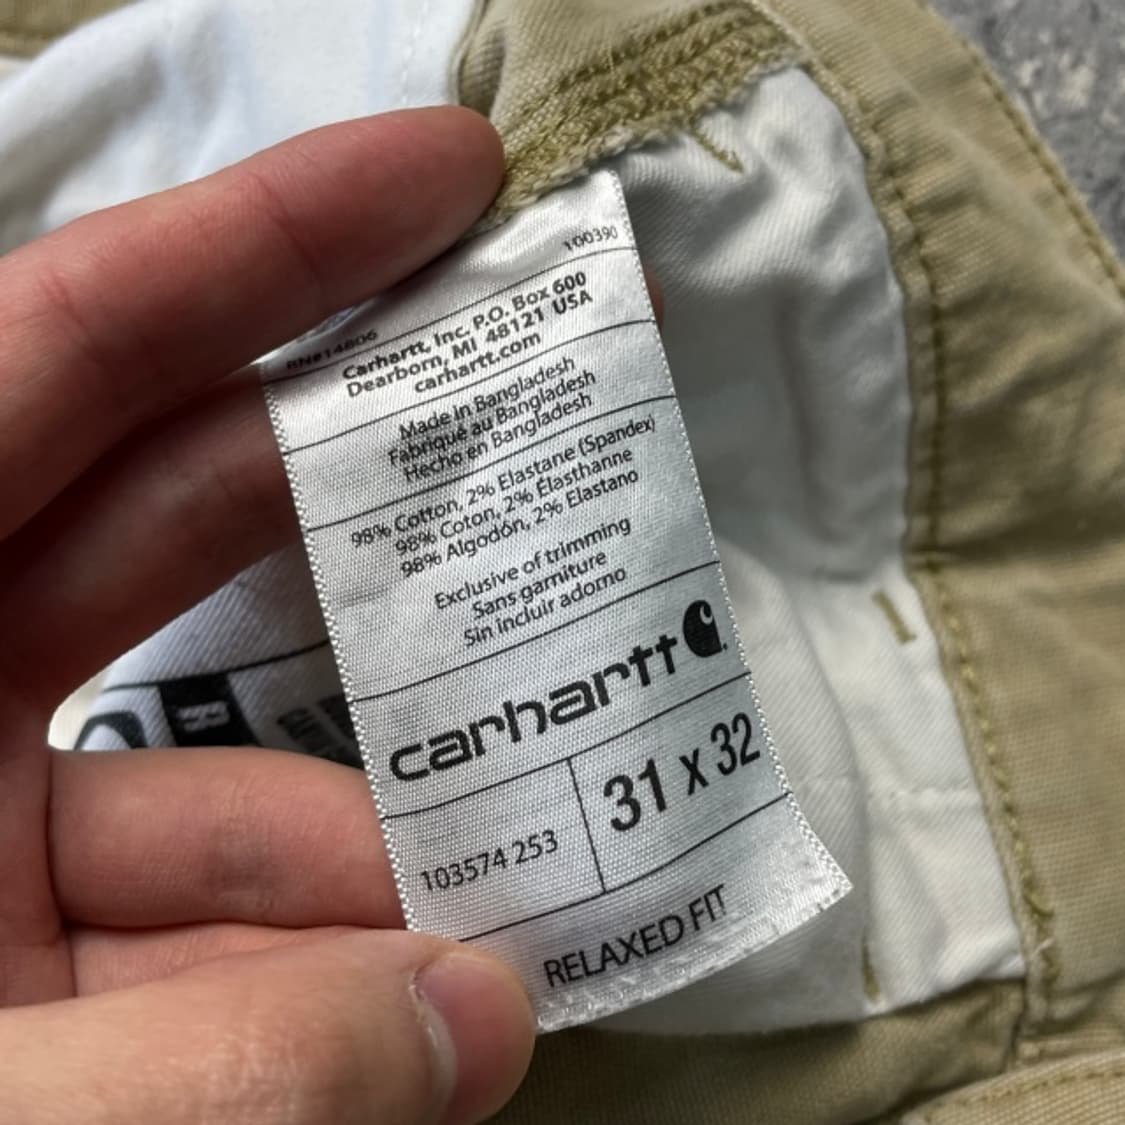 100390
RN#14806
Carhartt, Inc. P.O. Box 600
Dearborn, MI 48121 USA
carhartt.com
Made in Bangladesh
Fabriqué au Bangladesh
Hecho en Bangladesh
98% Cotton, 2% Elastane (Spandex)
98% Coton, 2% Élasthanne
98% Algodón, 2% Elastano
Exclusive of trimming
Sans garniture
Sin incluir adorno
carhartt
103574 253
31 x 32
RELAXED FIT